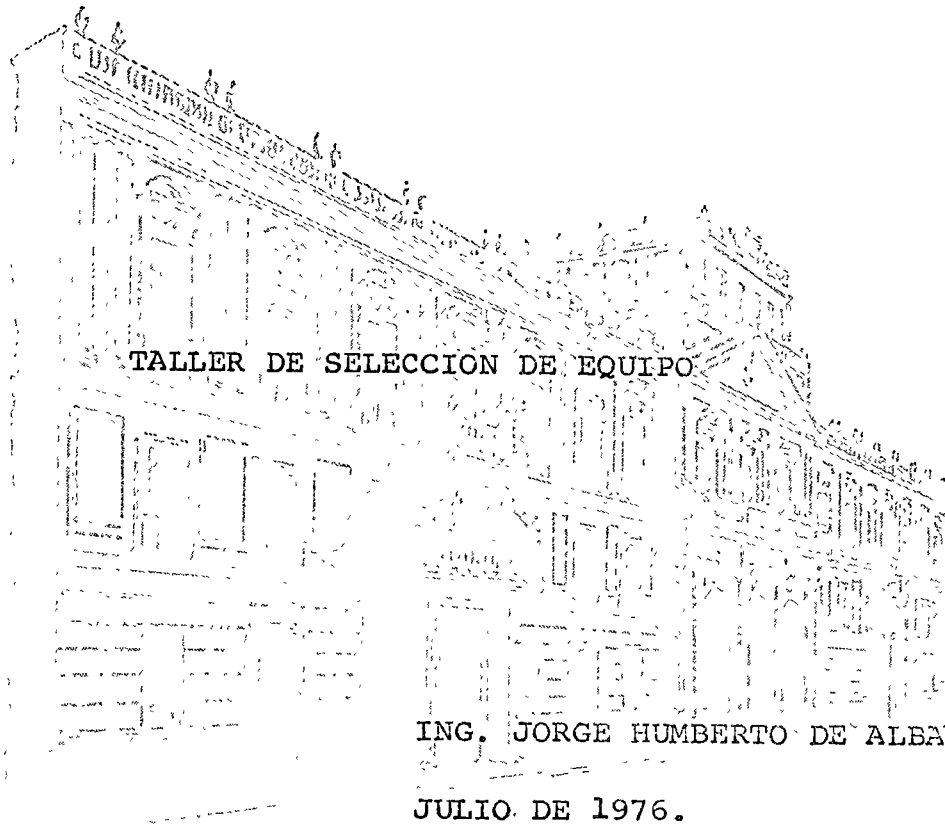 TALLER DE SELECCION DE EQUIPO
ING. JORGE HUMBERTO DE ALBA
JULIO DE 1976.